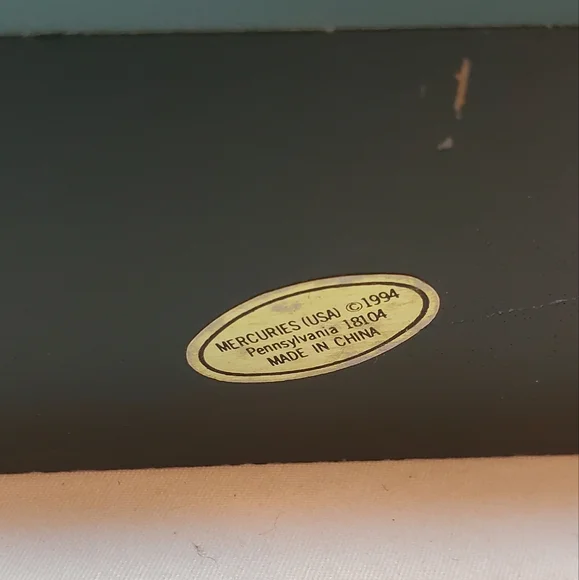 MERCURIES (USA) ©1994
Pennsylvania 18104
MADE IN CHINA